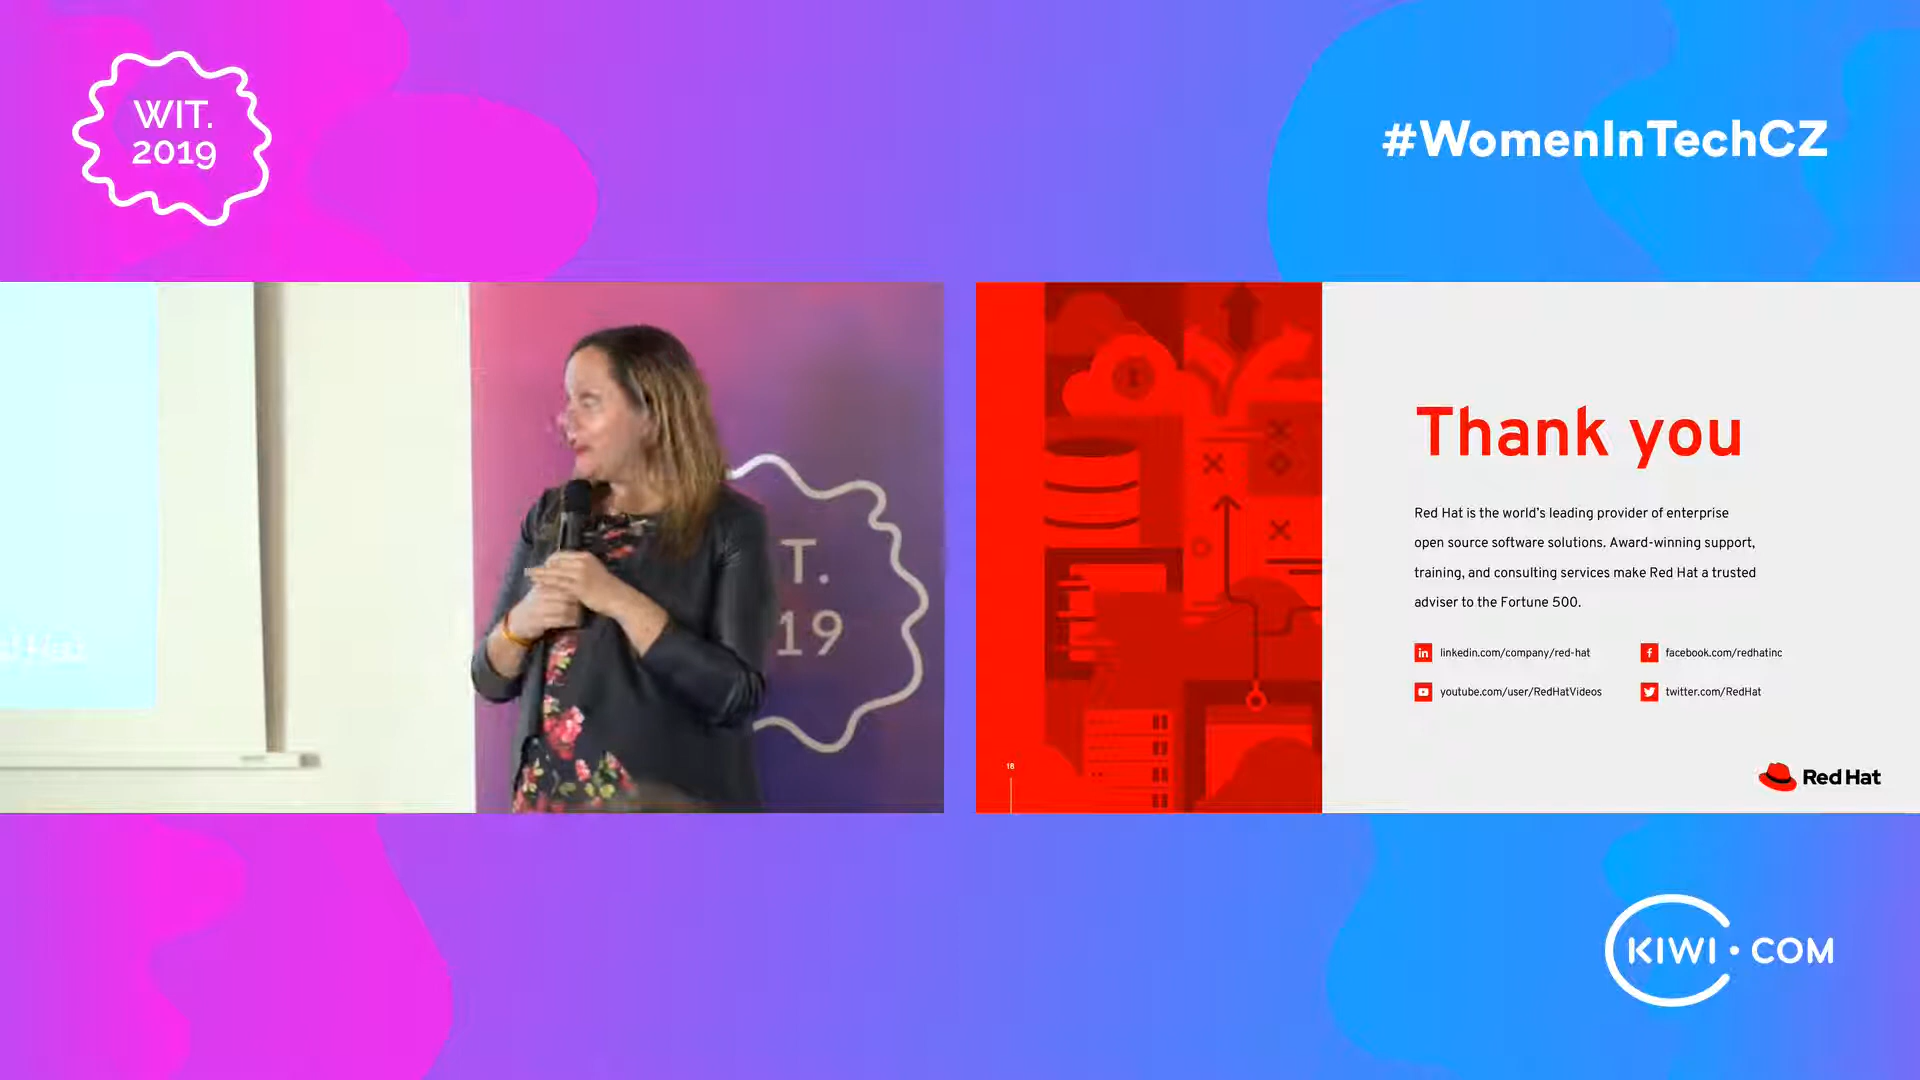 WIT.
2019
#WomenInTechCZ
T.
19
Thank you
Red Hat is the world's leading provider of enterprise
open source software solutions. Award-winning support,
training, and consulting services make Red Hat a trusted
adviser to the Fortune 500.
in linkedin.com/company/red-hat
f facebook.com/redhatinc
youtube.com/user/RedHatVideos
twitter.com/RedHat
18
Red Hat
KIWI.COM